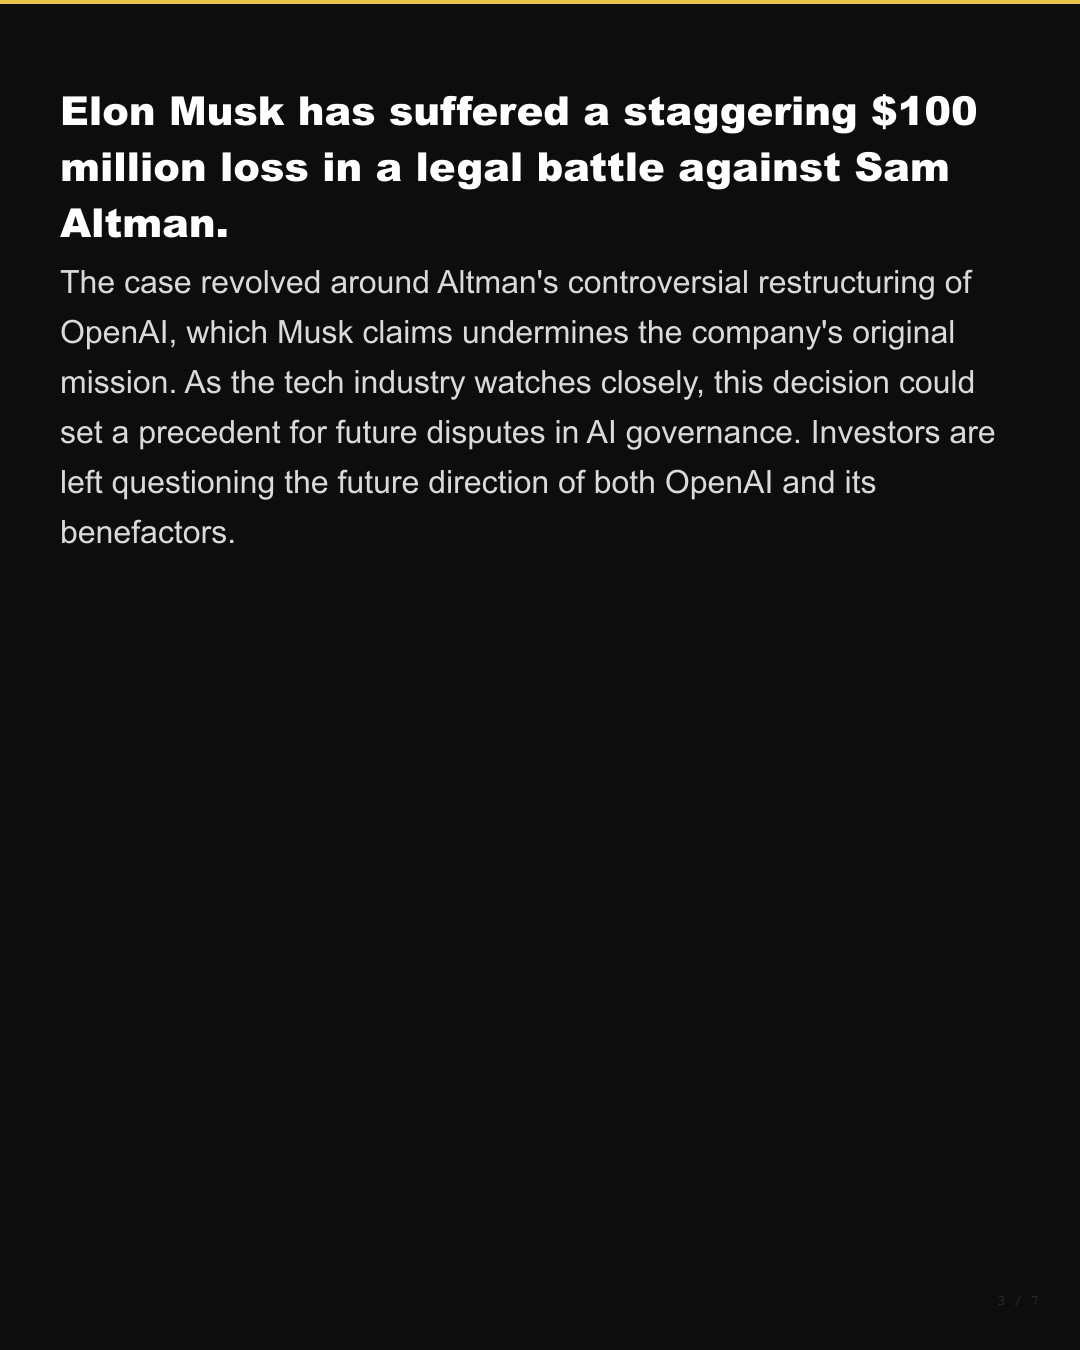 Elon Musk has suffered a staggering $100
million loss in a legal battle against Sam
Altman.
The case revolved around Altman's controversial restructuring of
OpenAI, which Musk claims undermines the company's original
mission. As the tech industry watches closely, this decision could
set a precedent for future disputes in AI governance. Investors are
left questioning the future direction of both OpenAI and its
benefactors.
3 / 7